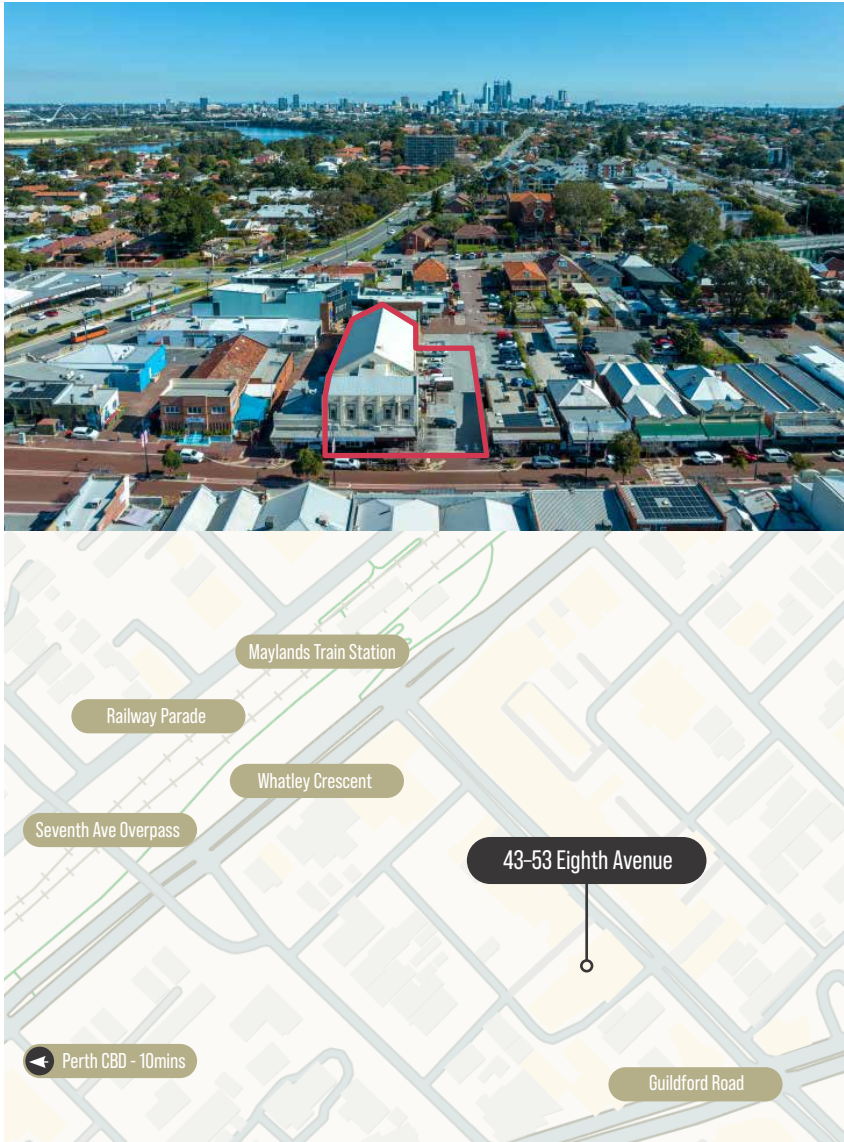 Maylands Train Station
Railway Parade
Whatley Crescent
Seventh Ave Overpass
43-53 Eighth Avenue
Perth CBD - 10mins
Guildford Road